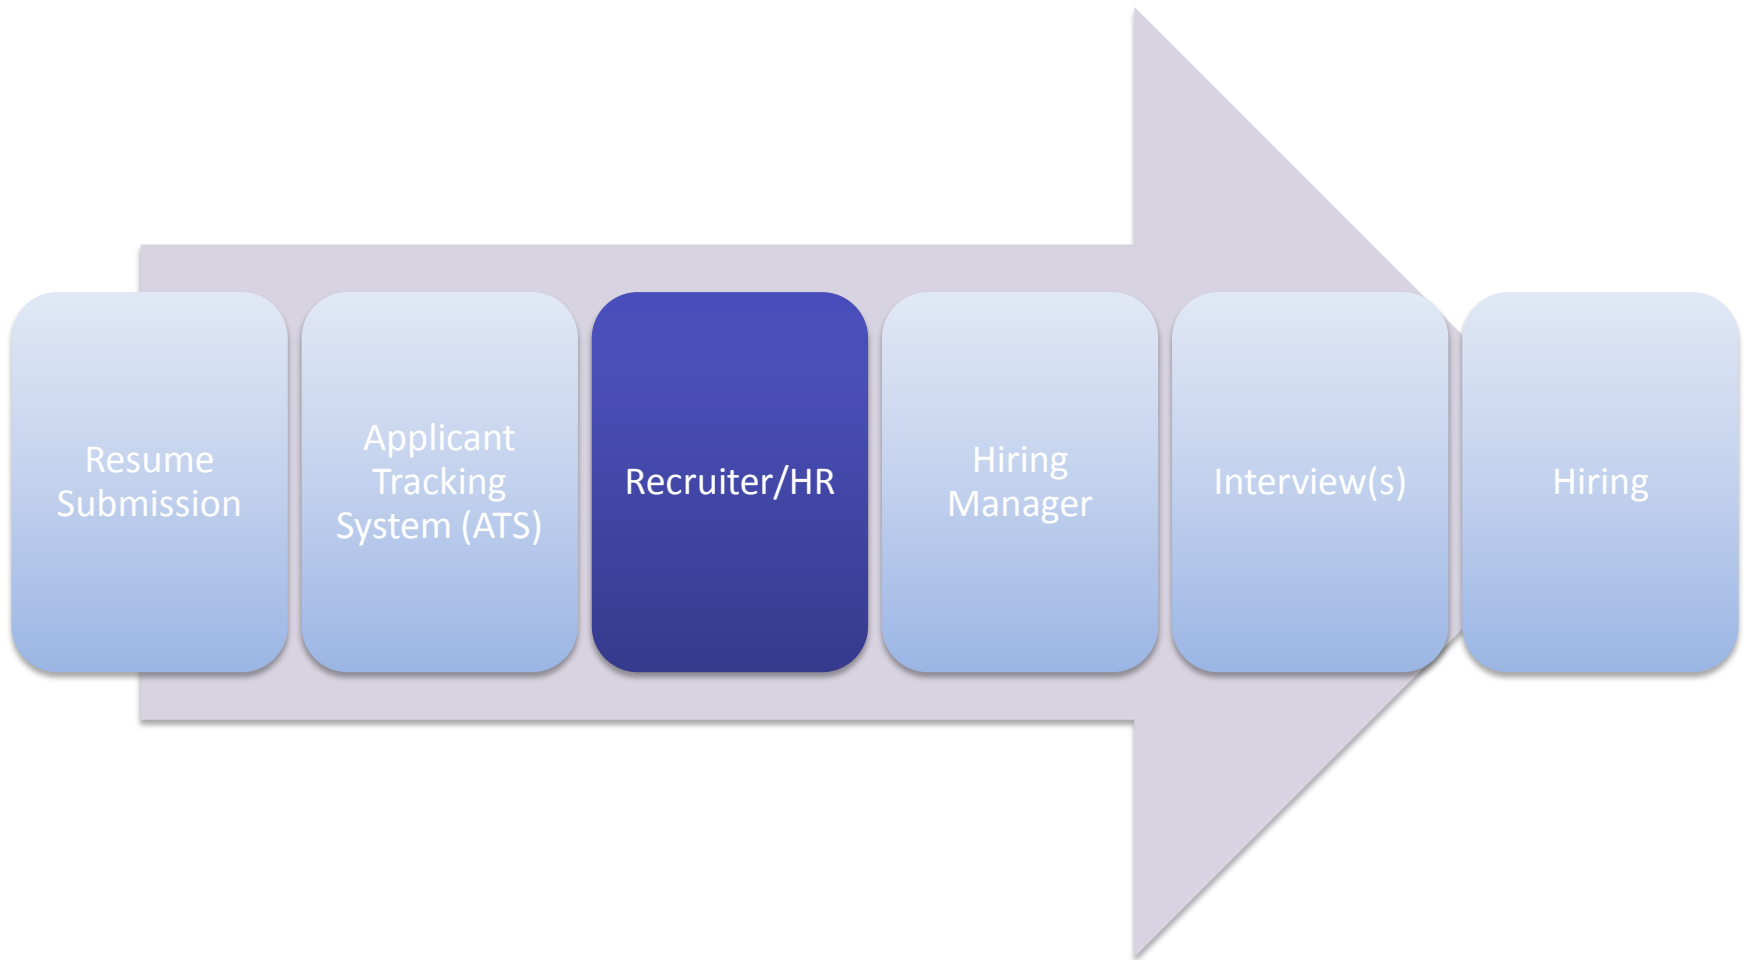 Resume
Submission
Applicant
Tracking
System (ATS)
Recruiter/HR
Hiring
Manager
Interview(s)
Hiring